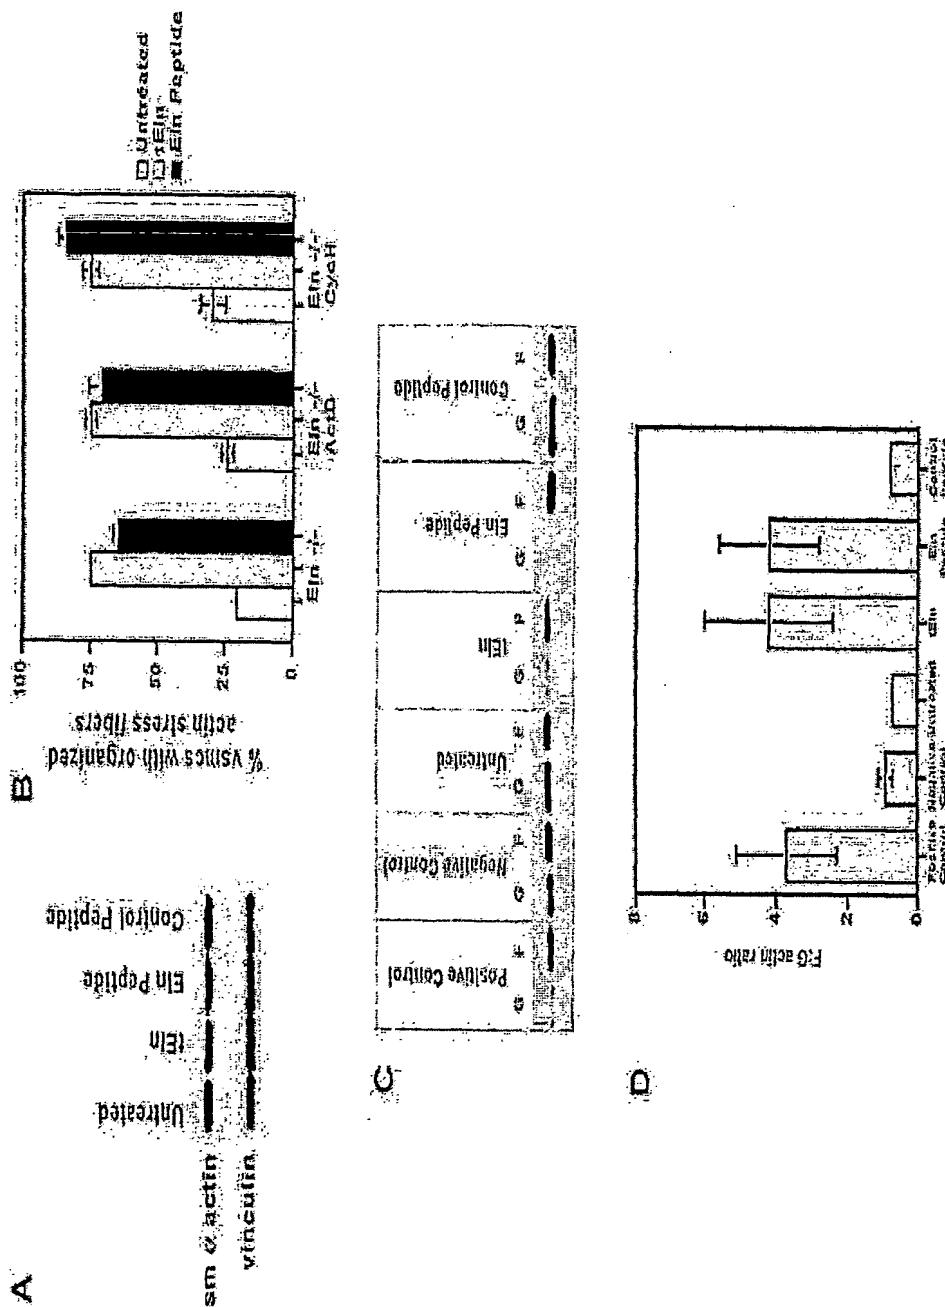 A
Untreated
tEln
Eln Peptide
Control Peptide
sm α actin
vinculin
B
% vsmcs with organized
actin stress fibers
100
75
50
25
0
Eln -/-
Eln -/-
ActD
Eln -/-
CycH
Untreated
tEln
Eln Peptide
C
Positive Control
Negative Control
Untreated
tEln
Eln Peptide
Control Peptide
G F G F G F G F G F G F
D
F:G actin ratio
8
6
4
2
0
Positive
Control
Negative
Control
Untreated
tEln
Eln
Control